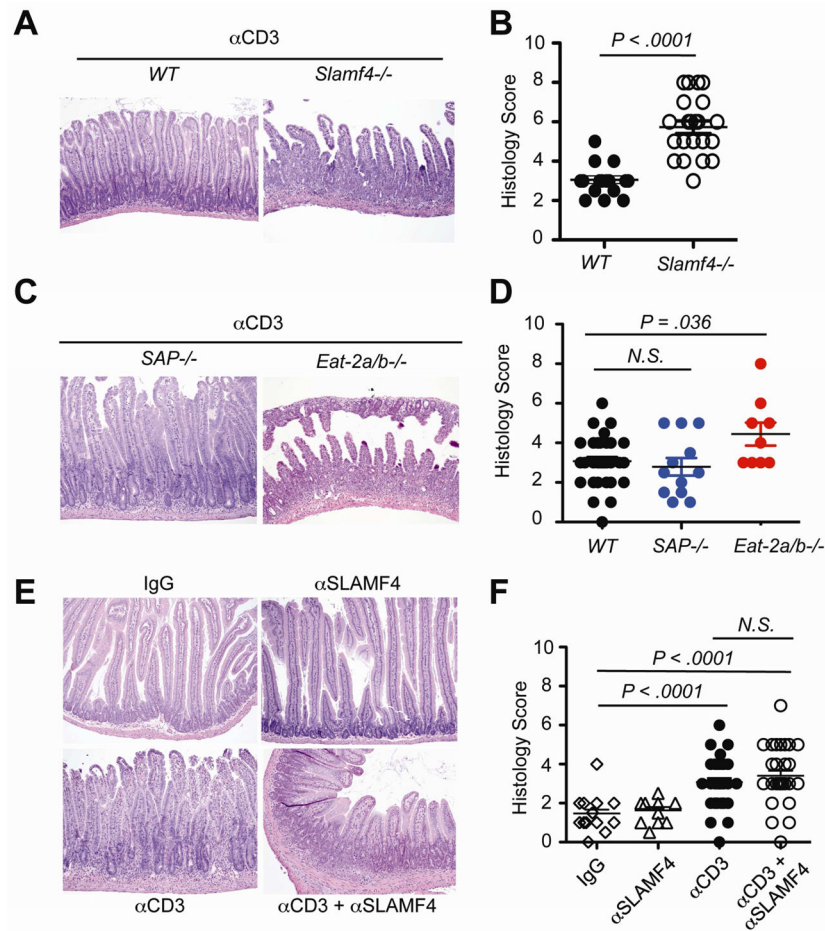 A
αCD3
WT Slamf4-/-
B
P < .0001
Histology Score
10
8
6
4
2
0
WT Slamf4-/-
C
αCD3
SAP-/- Eat-2a/b-/-
D
P = .036
N.S.
Histology Score
10
8
6
4
2
0
WT SAP-/- Eat-2a/b-/-
E
IgG αSLAMF4
αCD3 αCD3 + αSLAMF4
F
N.S.
P < .0001
P < .0001
Histology Score
10
8
6
4
2
0
IgG
αSLAMF4
αCD3
αCD3 +
αSLAMF4